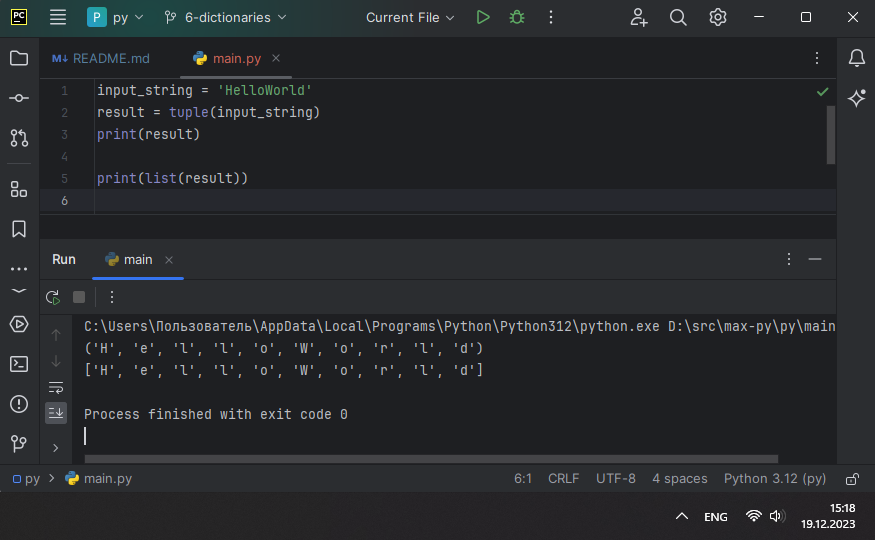 PC
P py
6-dictionaries
Current File
M↓ README.md
main.py
1 input_string = 'HelloWorld'
2 result = tuple(input_string)
3 print(result)
4
5 print(list(result))
6
Run
main
C:\Users\Пользователь\AppData\Local\Programs\Python\Python312\python.exe D:\src\max-py\py\main
('H', 'e', 'l', 'l', 'o', 'W', 'o', 'r', 'l', 'd')
['H', 'e', 'l', 'l', 'o', 'W', 'o', 'r', 'l', 'd']
Process finished with exit code 0
py > main.py
6:1 CRLF UTF-8 4 spaces Python 3.12 (py)
ENG
15:18
19.12.2023